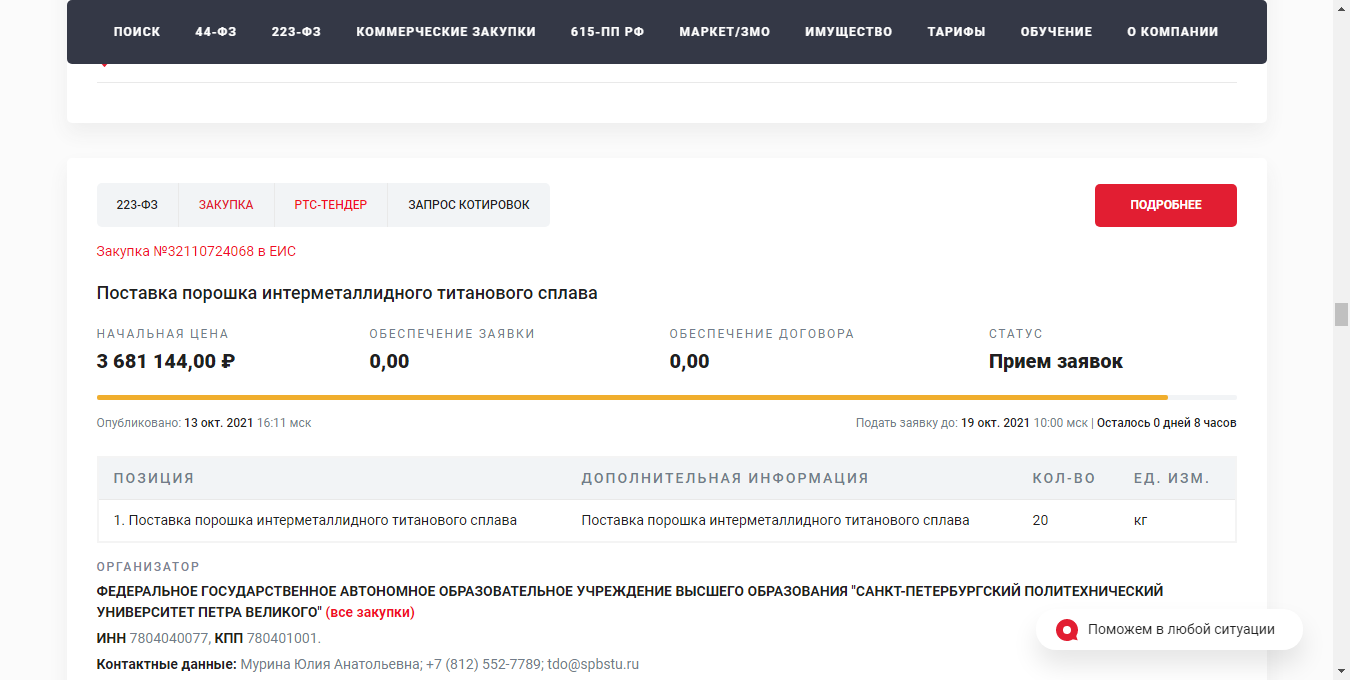 ПОИСК 44-ФЗ 223-ФЗ КОММЕРЧЕСКИЕ ЗАКУПКИ 615-ПП РФ МАРКЕТ/ЗМО ИМУЩЕСТВО ТАРИФЫ ОБУЧЕНИЕ О КОМПАНИИ
223-ФЗ ЗАКУПКА РТС-ТЕНДЕР ЗАПРОС КОТИРОВОК ПОДРОБНЕЕ
Закупка №32110724068 в ЕИС
Поставка порошка интерметаллидного титанового сплава
НАЧАЛЬНАЯ ЦЕНА ОБЕСПЕЧЕНИЕ ЗАЯВКИ ОБЕСПЕЧЕНИЕ ДОГОВОРА СТАТУС
3 681 144,00 ₽ 0,00 0,00 Прием заявок
Опубликовано: 13 окт. 2021 16:11 мск Подать заявку до: 19 окт. 2021 10:00 мск | Осталось 0 дней 8 часов
ПОЗИЦИЯ ДОПОЛНИТЕЛЬНАЯ ИНФОРМАЦИЯ КОЛ-ВО ЕД. ИЗМ.
1. Поставка порошка интерметаллидного титанового сплава Поставка порошка интерметаллидного титанового сплава 20 кг
ОРГАНИЗАТОР
ФЕДЕРАЛЬНОЕ ГОСУДАРСТВЕННОЕ АВТОНОМНОЕ ОБРАЗОВАТЕЛЬНОЕ УЧРЕЖДЕНИЕ ВЫСШЕГО ОБРАЗОВАНИЯ "САНКТ-ПЕТЕРБУРГСКИЙ ПОЛИТЕХНИЧЕСКИЙ
УНИВЕРСИТЕТ ПЕТРА ВЕЛИКОГО" (все закупки)
Поможем в любой ситуации
ИНН 7804040077, КПП 780401001.
Контактные данные: Мурина Юлия Анатольевна; +7 (812) 552-7789; tdo@spbstu.ru